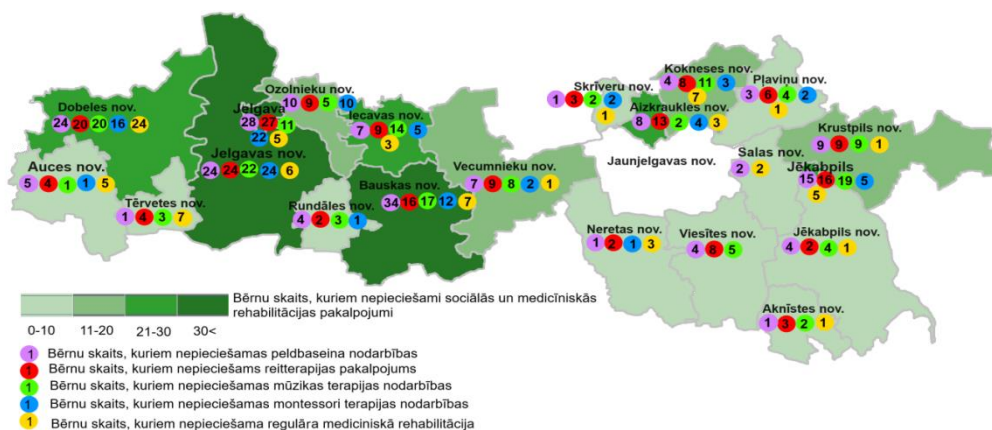 Dobeles nov.
24 20 20 16 24
Auces nov.
5 4 1 1 5
Tērvetes nov.
1 4 3 7
Jelgava
28 27 11
22 5
Jelgavas nov.
24 24 22 24 6
Ozolnieku nov.
10 9 5 10
Iecavas nov.
7 9 14 5
3
Rundāles nov.
4 2 3 1
Bauskas nov.
34 16 17 12 7
Vecumnieku nov.
7 9 8 2 1
Skrīveru nov.
1 3 2 2
1
Kokneses nov.
4 8 11 3
7
Aizkraukles nov.
8 13 2 4 3
Pļaviņu nov.
3 6 4 2
1
Jaunjelgavas nov.
Salas nov.
2 2
Krustpils nov.
9 9 9 1
Jēkabpils
15 16 19 5
5
Neretas nov.
1 2 1 3
Viesītes nov.
4 8 5
Jēkabpils nov.
4 2 4 1
Aknīstes nov.
1 3 2 1
Bērnu skaits, kuriem nepieciešami sociālās un medicīniskās
rehabilitācijas pakalpojumi
0-10 11-20 21-30 30<
1 Bērnu skaits, kuriem nepieciešamas peldbaseina nodarbības
1 Bērnu skaits, kuriem nepieciešams reitterapijas pakalpojums
1 Bērnu skaits, kuriem nepieciešamas mūzikas terapijas nodarbības
1 Bērnu skaits, kuriem nepieciešamas montessori terapijas nodarbības
1 Bērnu skaits, kuriem nepieciešama regulāra mediciniskā rehabilitācija